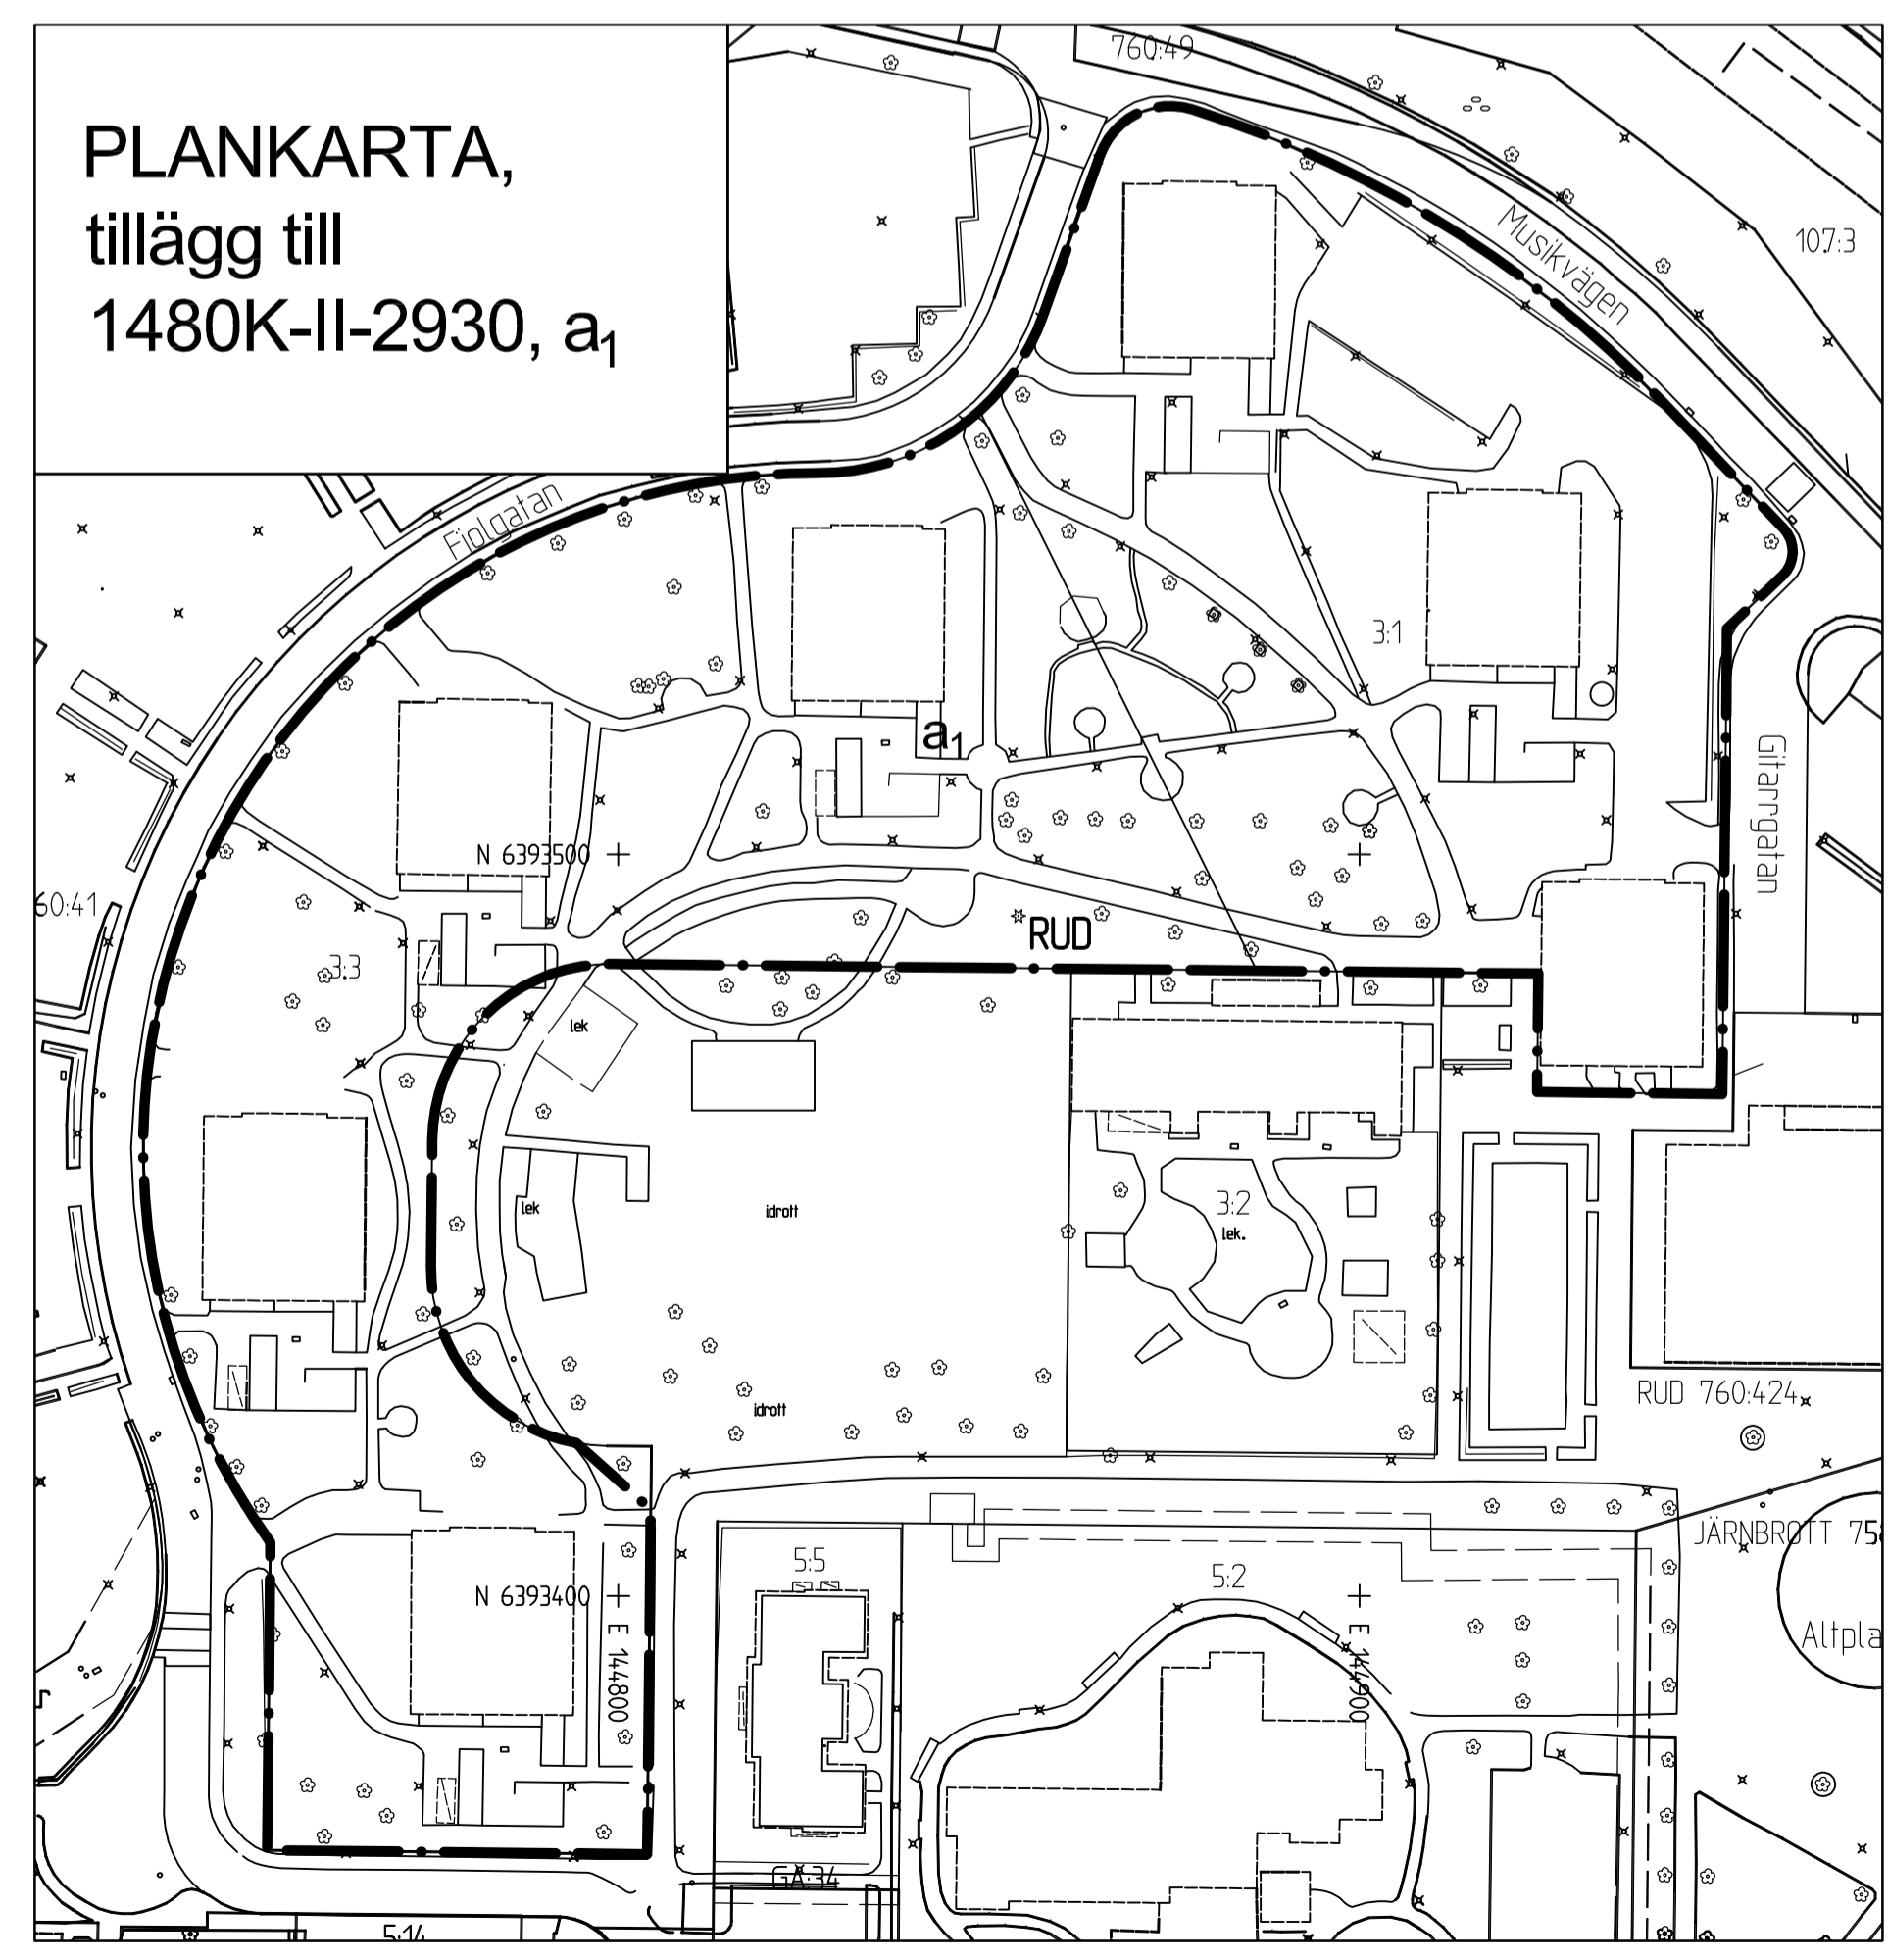 PLANKARTA,
tillägg till
1480K-II-2930, a1
760:49
107:3
Musikvägen
Fiolgatan
3:1
a1
Gitarrgatan
N 6393500
60:41
RUD
3:3
lek
lek
idrott
3:2
lek.
idrott
RUD 760:424
JÄRNBROTT 758
5:5
5:2
N 6393400
E 144800
E 144900
Altpla
GA:34
5:14